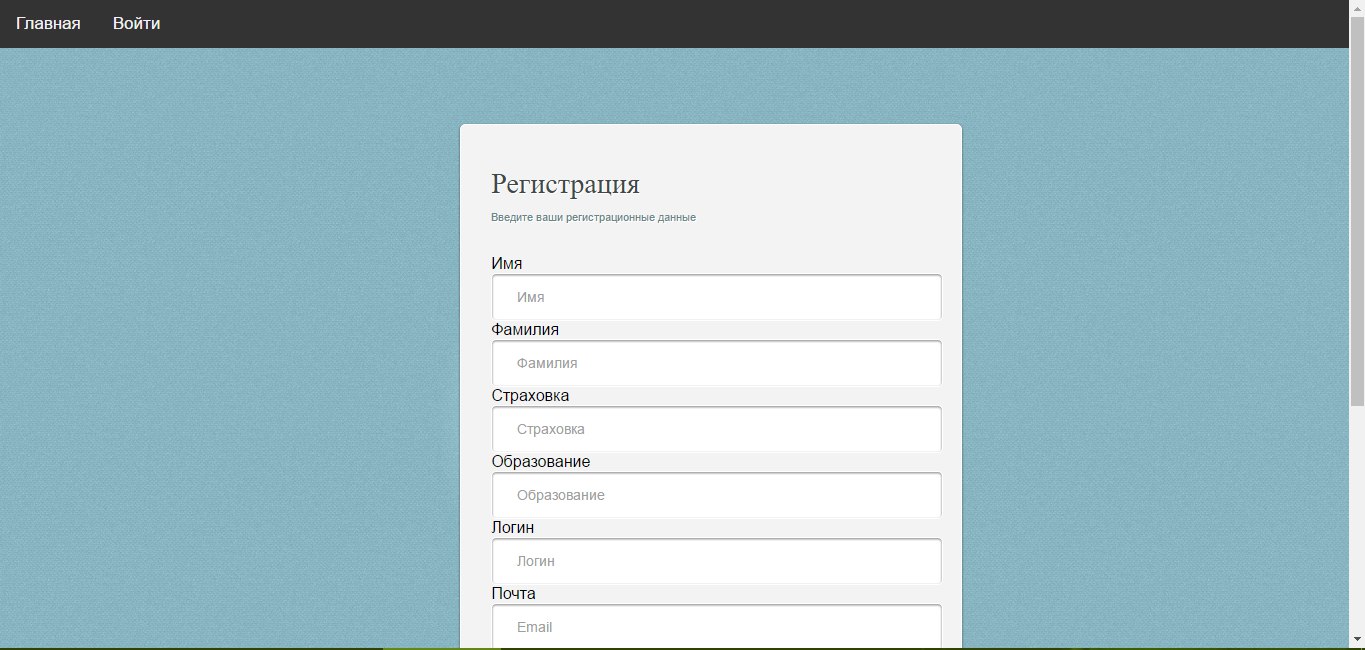 Главная Войти
Регистрация
Введите ваши регистрационные данные
Имя
Имя
Фамилия
Фамилия
Страховка
Страховка
Образование
Образование
Логин
Логин
Почта
Email